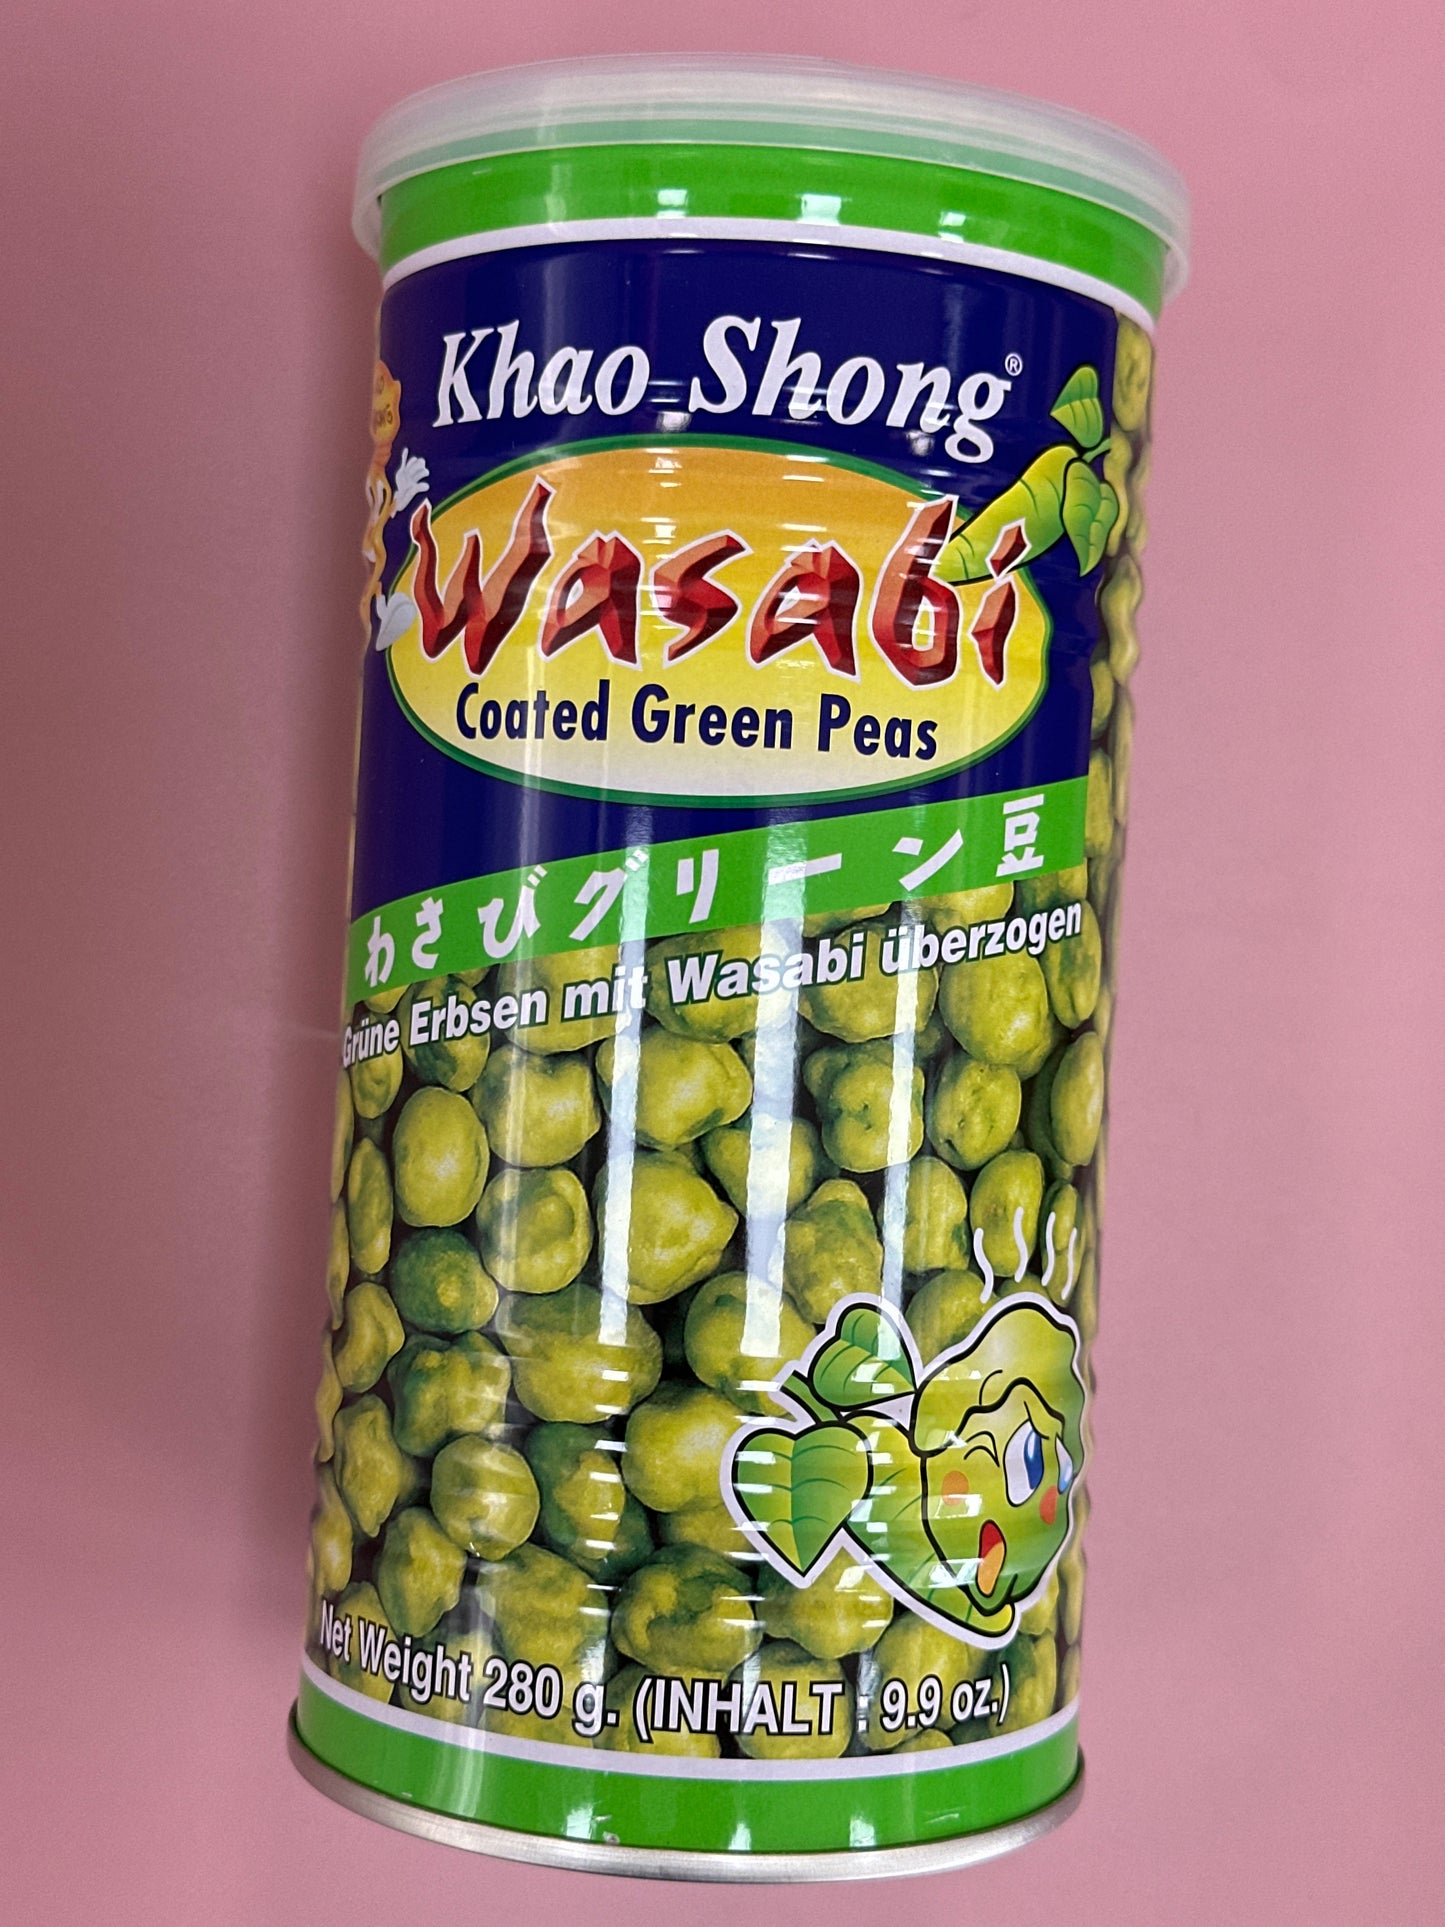 Khao Shong®
Wasabi
Coated Green Peas
わさびグリーン豆
Grüne Erbsen mit Wasabi überzogen
Net Weight 280 g. (INHALT : 9.9 oz.)